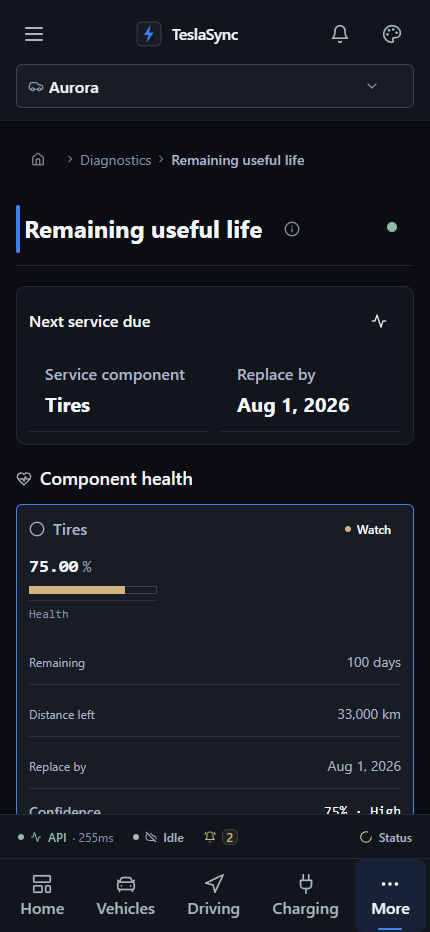 TeslaSync
Aurora
Diagnostics > Remaining useful life
Remaining useful life
Next service due
Service component
Tires
Replace by
Aug 1, 2026
Component health
Tires
Watch
75.00 %
Health
Remaining 100 days
Distance left 33,000 km
Replace by Aug 1, 2026
Confidence 75% · High
API · 255ms Idle 2 Status
Home Vehicles Driving Charging More